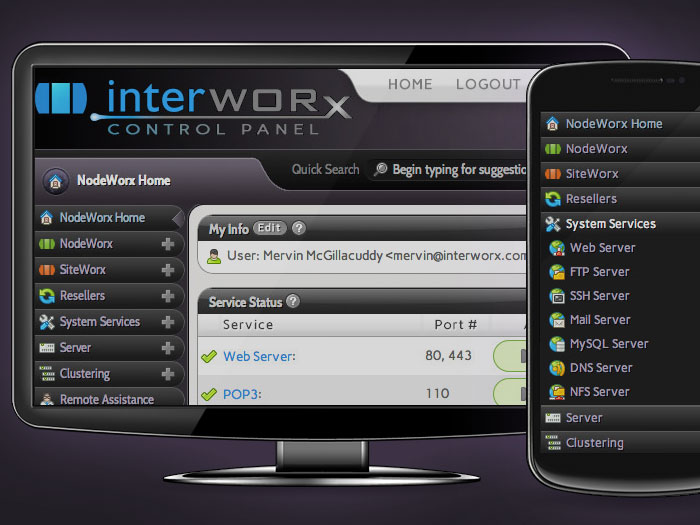 interworx
CONTROL PANEL
HOME LOGOUT
NodeWorx Home
Quick Search
Begin typing for suggestio
NodeWorx Home
NodeWorx
SiteWorx
Resellers
System Services
Server
Clustering
Remote Assistance
My Info Edit ?
User: Mervin McGillacuddy <mervin@interworx.com
Service Status ?
Service Port #
Web Server: 80, 443
POP3: 110
NodeWorx Home
NodeWorx
SiteWorx
Resellers
System Services
Web Server
FTP Server
SSH Server
Mail Server
MySQL Server
DNS Server
NFS Server
Server
Clustering